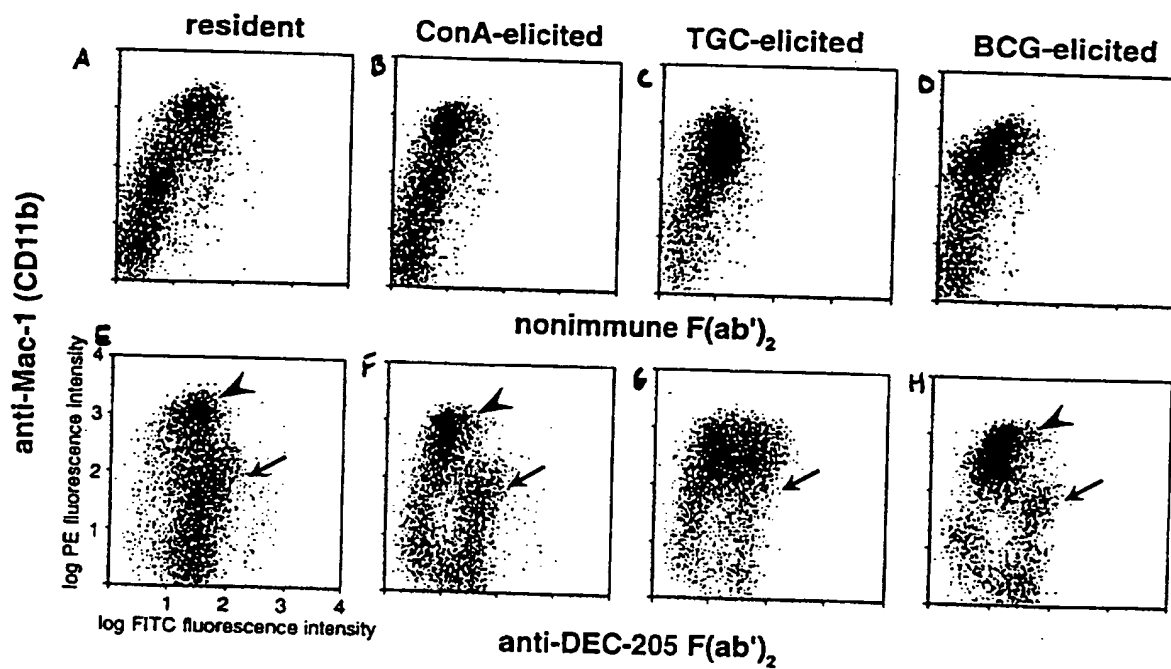 resident
ConA-elicited
TGC-elicited
BCG-elicited
A
B
C
D
anti-Mac-1 (CD11b)
nonimmune F(ab')2
E
F
G
H
log PE fluorescence intensity
4
3
2
1
1 2 3 4
log FITC fluorescence intensity
anti-DEC-205 F(ab')2